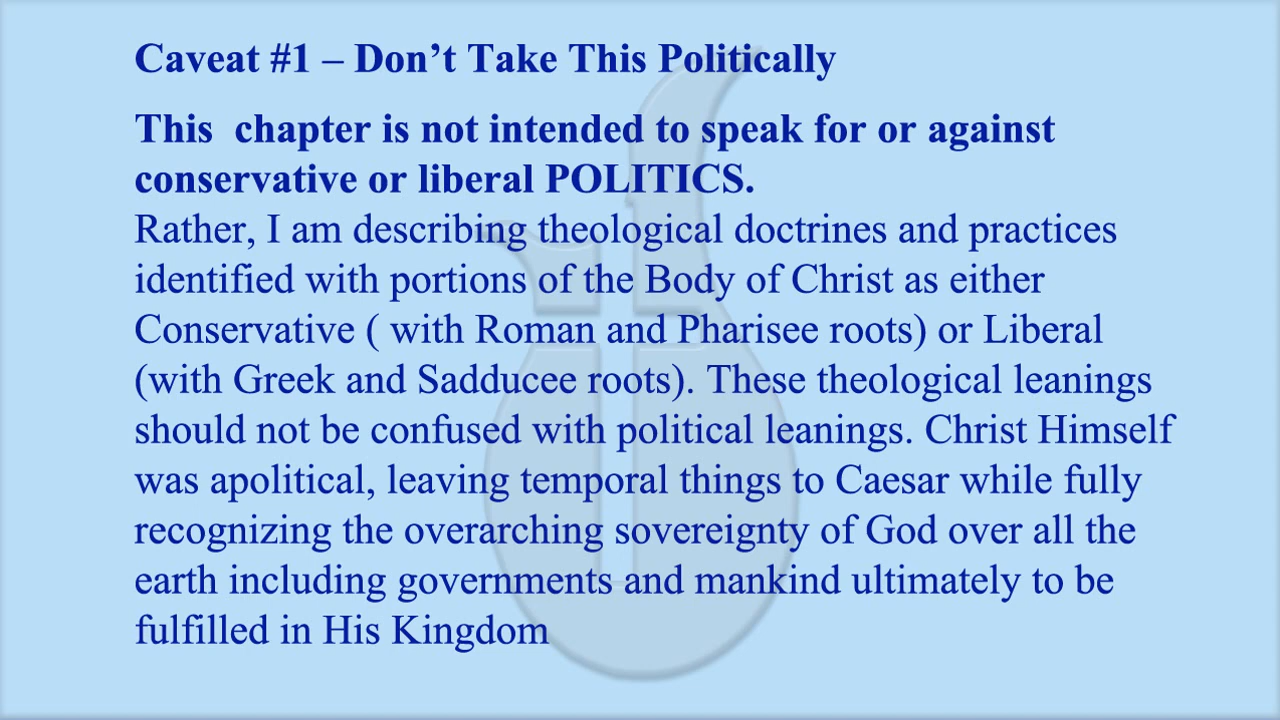 Caveat #1 – Don’t Take This Politically
This  chapter is not intended to speak for or against
conservative or liberal POLITICS.
Rather, I am describing theological doctrines and practices
identified with portions of the Body of Christ as either
Conservative ( with Roman and Pharisee roots) or Liberal
(with Greek and Sadducee roots). These theological leanings
should not be confused with political leanings. Christ Himself
was apolitical, leaving temporal things to Caesar while fully
recognizing the overarching sovereignty of God over all the
earth including governments and mankind ultimately to be
fulfilled in His Kingdom